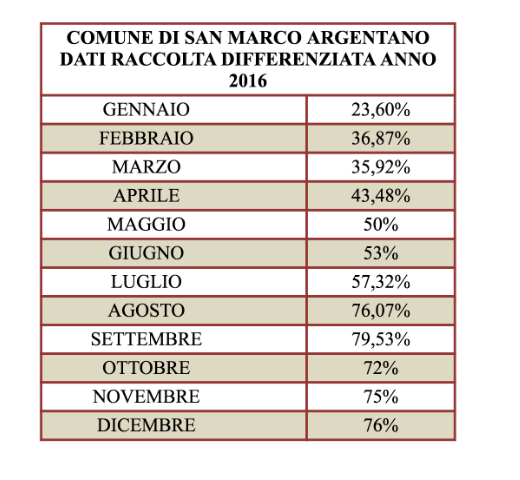 COMUNE DI SAN MARCO ARGENTANO
DATI RACCOLTA DIFFERENZIATA ANNO
2016
GENNAIO 23,60%
FEBBRAIO 36,87%
MARZO 35,92%
APRILE 43,48%
MAGGIO 50%
GIUGNO 53%
LUGLIO 57,32%
AGOSTO 76,07%
SETTEMBRE 79,53%
OTTOBRE 72%
NOVEMBRE 75%
DICEMBRE 76%